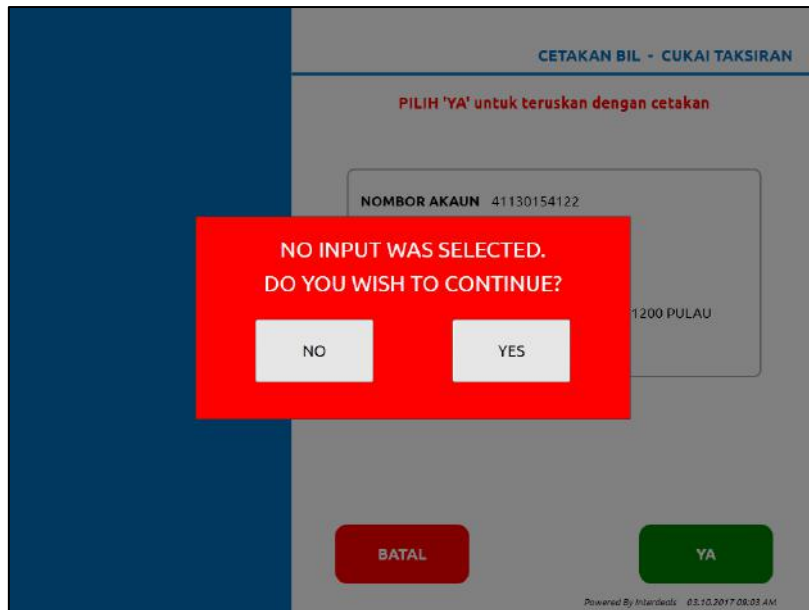 CETAKAN BIL - CUKAI TAKSIRAN
PILIH 'YA' untuk teruskan dengan cetakan
NOMBOR AKAUN 41130154122
NO INPUT WAS SELECTED.
DO YOU WISH TO CONTINUE?
1200 PULAU
NO YES
BATAL YA
Powered By Interdeals 03.10.2017 08:03 AM